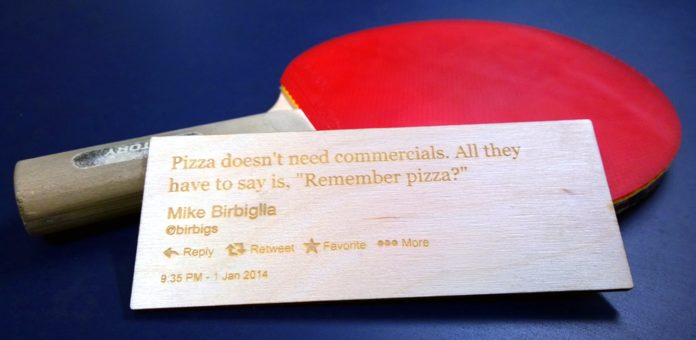 TORY
Pizza doesn't need commercials. All they
have to say is, "Remember pizza?"
Mike Birbiglia
@birbigs
Reply Retweet Favorite More
9:35 PM - 1 Jan 2014